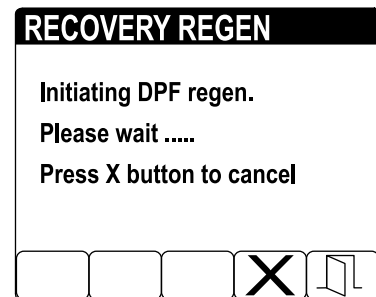 RECOVERY REGEN
Initiating DPF regen.
Please wait .....
Press X button to cancel
X